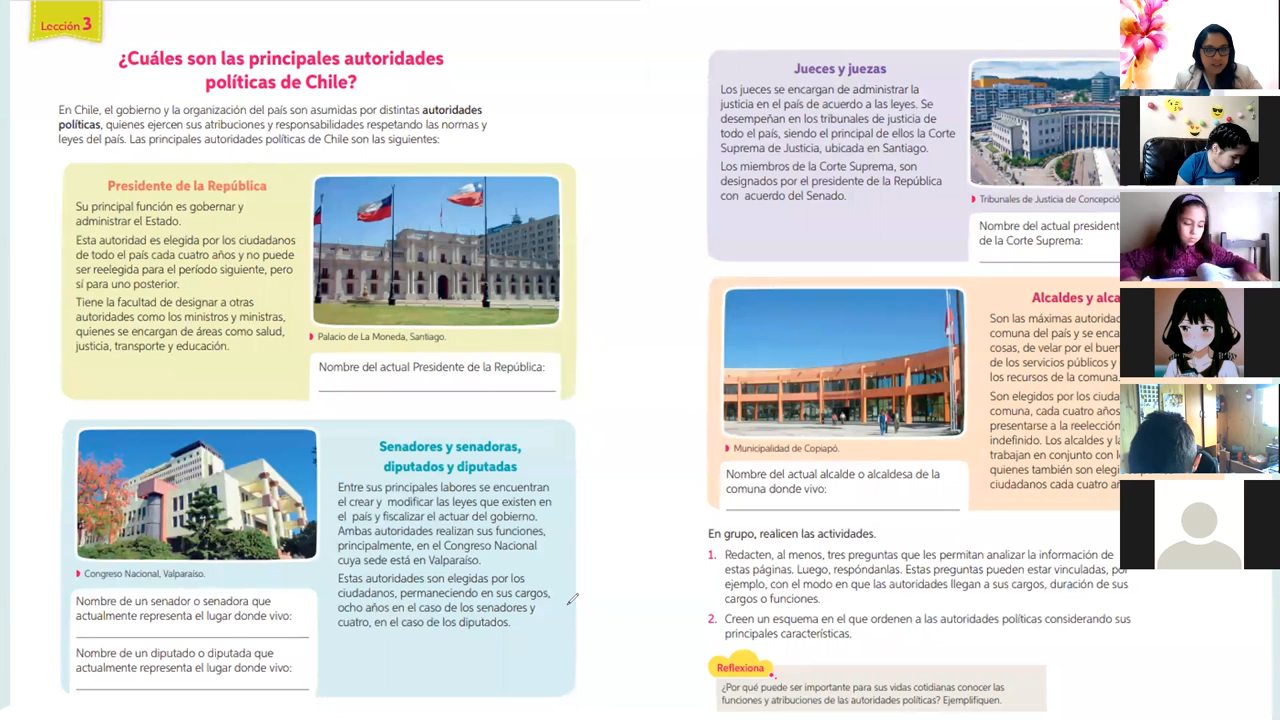 Lección 3
¿Cuáles son las principales autoridades
políticas de Chile?
En Chile, el gobierno y la organización del país son asumidas por distintas autoridades
políticas, quienes ejercen sus atribuciones y responsabilidades respetando las normas y
leyes del país. Las principales autoridades políticas de Chile son las siguientes:
Presidente de la República
Su principal función es gobernar y
administrar el Estado.
Esta autoridad es elegida por los ciudadanos
de todo el país cada cuatro años y no puede
ser reelegida para el período siguiente, pero
sí para uno posterior.
Tiene la facultad de designar a otras
autoridades como los ministros y ministras,
quienes se encargan de áreas como salud,
justicia, transporte y educación.
Palacio de La Moneda, Santiago.
Nombre del actual Presidente de la República:
Senadores y senadoras,
diputados y diputadas
Entre sus principales labores se encuentran
el crear y modificar las leyes que existen en
el país y fiscalizar el actuar del gobierno.
Ambas autoridades realizan sus funciones,
principalmente, en el Congreso Nacional
cuya sede está en Valparaíso.
Estas autoridades son elegidas por los
ciudadanos, permaneciendo en sus cargos,
ocho años en el caso de los senadores y
cuatro, en el caso de los diputados.
Congreso Nacional, Valparaíso.
Nombre de un senador o senadora que
actualmente representa el lugar donde vivo:
Nombre de un diputado o diputada que
actualmente representa el lugar donde vivo:
Jueces y juezas
Los jueces se encargan de administrar la
justicia en el país de acuerdo a las leyes. Se
desempeñan en los tribunales de justicia de
todo el país, siendo el principal de ellos la Corte
Suprema de Justicia, ubicada en Santiago.
Los miembros de la Corte Suprema, son
designados por el presidente de la República
con acuerdo del Senado.
Tribunales de Justicia de Concepció
Nombre del actual president
de la Corte Suprema:
Alcaldes y alca
Son las máximas autoridad
comuna del país y se enca
cosas, de velar por el buen
de los servicios públicos y
los recursos de la comuna.
Son elegidos por los ciuda
comuna, cada cuatro años
presentarse a la reelección
indefinido. Los alcaldes y la
trabajan en conjunto con l
quienes también son elegi
ciudadanos cada cuatro añ
Municipalidad de Copiapó.
Nombre del actual alcalde o alcaldesa de la
comuna donde vivo:
En grupo, realicen las actividades.
1. Redacten, al menos, tres preguntas que les permitan analizar la información de
estas páginas. Luego, respóndanlas. Estas preguntas pueden estar vinculadas, por
ejemplo, con el modo en que las autoridades llegan a sus cargos, duración de sus
cargos o funciones.
2. Creen un esquema en el que ordenen a las autoridades políticas considerando sus
principales características.
Reflexiona
¿Por qué puede ser importante para sus vidas cotidianas conocer las
funciones y atribuciones de las autoridades políticas? Ejemplifiquen.